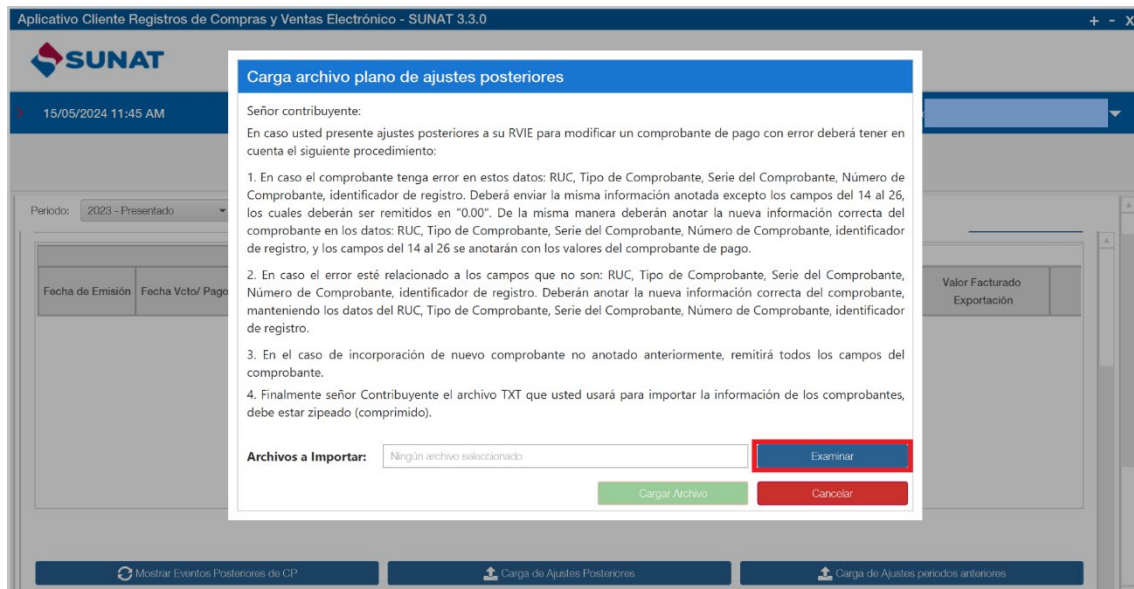 Aplicativo Cliente Registros de Compras y Ventas Electrónico - SUNAT 3.3.0
+ - X
SUNAT
15/05/2024 11:45 AM
Carga archivo plano de ajustes posteriores
Señor contribuyente:
En caso usted presente ajustes posteriores a su RVIE para modificar un comprobante de pago con error deberá tener en
cuenta el siguiente procedimiento:
1. En caso el comprobante tenga error en estos datos: RUC, Tipo de Comprobante, Serie del Comprobante, Número de
Comprobante, identificador de registro. Deberá enviar la misma información anotada excepto los campos del 14 al 26,
los cuales deberán ser remitidos en "0.00". De la misma manera deberán anotar la nueva información correcta del
comprobante en los datos: RUC, Tipo de Comprobante, Serie del Comprobante, Número de Comprobante, identificador
de registro, y los campos del 14 al 26 se anotarán con los valores del comprobante de pago.
2. En caso el error esté relacionado a los campos que no son: RUC, Tipo de Comprobante, Serie del Comprobante,
Número de Comprobante, identificador de registro. Deberán anotar la nueva información correcta del comprobante,
manteniendo los datos del RUC, Tipo de Comprobante, Serie del Comprobante, Número de Comprobante, identificador
de registro.
3. En el caso de incorporación de nuevo comprobante no anotado anteriormente, remitirá todos los campos del
comprobante.
4. Finalmente señor Contribuyente el archivo TXT que usted usará para importar la información de los comprobantes,
debe estar zipeado (comprimido).
Archivos a Importar:
Ningún archivo seleccionado
Examinar
Cargar Archivo
Cancelar
Periodo:
2023 - Presentado
Fecha de Emisión
Fecha Vcto/ Pago
Valor Facturado
Exportación
Mostrar Eventos Posteriores de CP
Carga de Ajustes Posteriores
Carga de Ajustes periodos anteriores